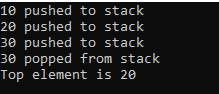 10 pushed to stack
20 pushed to stack
30 pushed to stack
30 popped from stack
Top element is 20